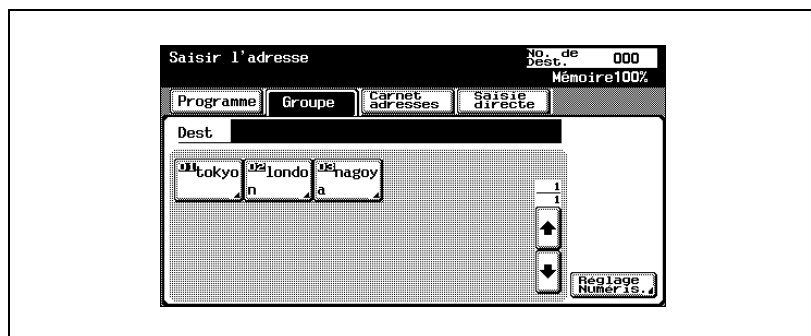 Saisir l'adresse
No. de
Dest. 000
Mémoire100%
Programme Groupe Carnet adresses Saisie directe
Dest
01 tokyo 02 londo 03 nagoy
n a
1
1
Réglage
Numéris.